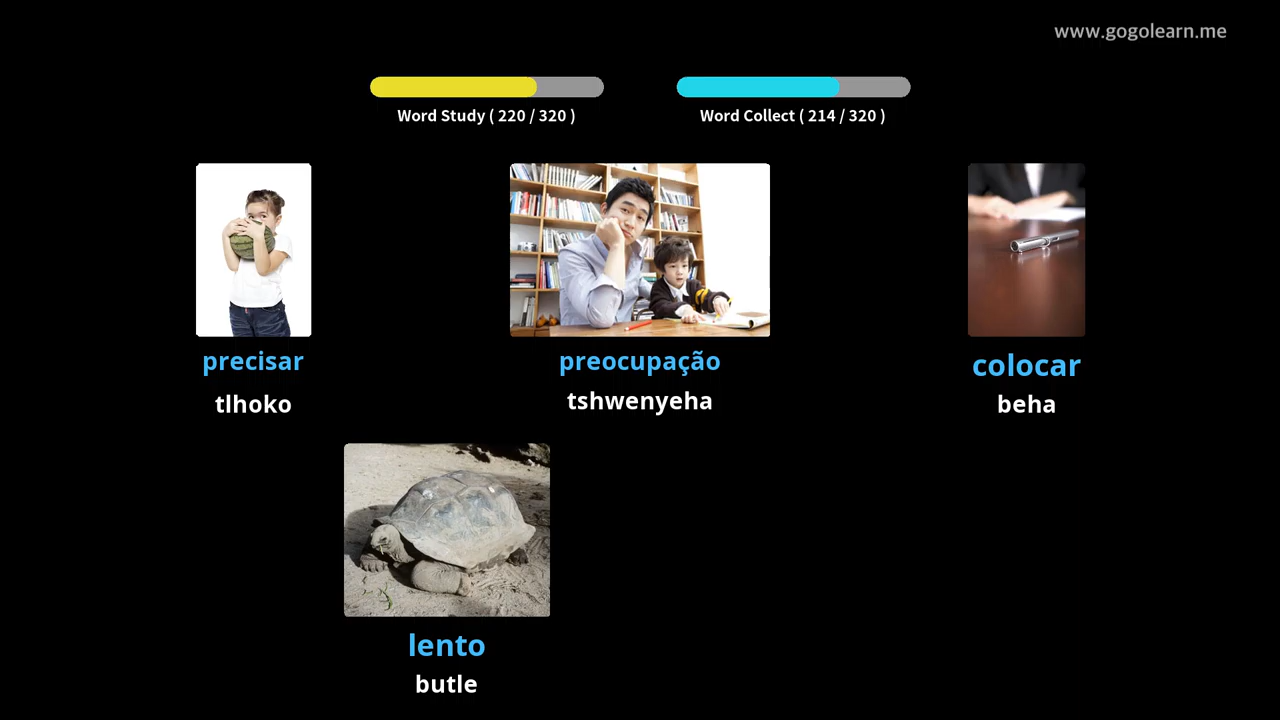 www.gogolearn.me
Word Study ( 220 / 320 )
Word Collect ( 214 / 320 )
precisar
tlhoko
preocupação
tshwenyeha
colocar
beha
lento
butle